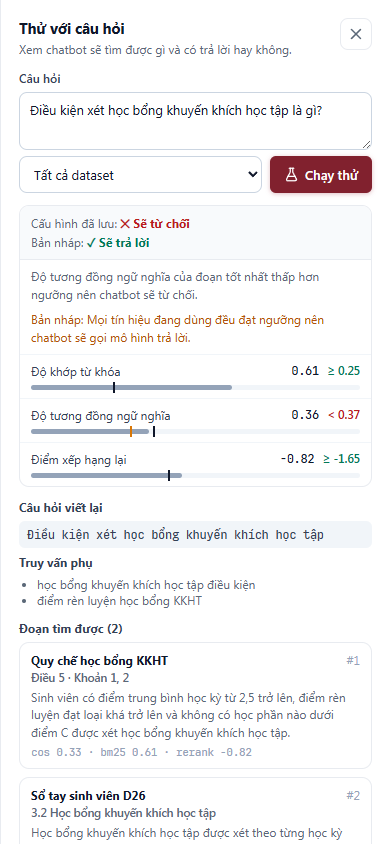 Thử với câu hỏi
Xem chatbot sẽ tìm được gì và có trả lời hay không.
Câu hỏi
Điều kiện xét học bổng khuyến khích học tập là gì?
Tất cả dataset
Chạy thử
Cấu hình đã lưu: ✕ Sẽ từ chối
Bản nháp: ✓ Sẽ trả lời
Độ tương đồng ngữ nghĩa của đoạn tốt nhất thấp hơn
ngưỡng nên chatbot sẽ từ chối.
Bản nháp: Mọi tín hiệu đang dùng đều đạt ngưỡng nên
chatbot sẽ gọi mô hình trả lời.
Độ khớp từ khóa 0.61 ≥ 0.25
Độ tương đồng ngữ nghĩa 0.36 < 0.37
Điểm xếp hạng lại -0.82 ≥ -1.65
Câu hỏi viết lại
Điều kiện xét học bổng khuyến khích học tập
Truy vấn phụ
• học bổng khuyến khích học tập điều kiện
• điểm rèn luyện học bổng KKHT
Đoạn tìm được (2)
Quy chế học bổng KKHT #1
Điều 5 · Khoản 1, 2
Sinh viên có điểm trung bình học kỳ từ 2,5 trở lên, điểm rèn
luyện đạt loại khá trở lên và không có học phần nào dưới
điểm C được xét học bổng khuyến khích học tập.
cos 0.33 · bm25 0.61 · rerank -0.82
Sổ tay sinh viên D26 #2
3.2 Học bổng khuyến khích học tập
Học bổng khuyến khích học tập được xét theo từng học kỳ